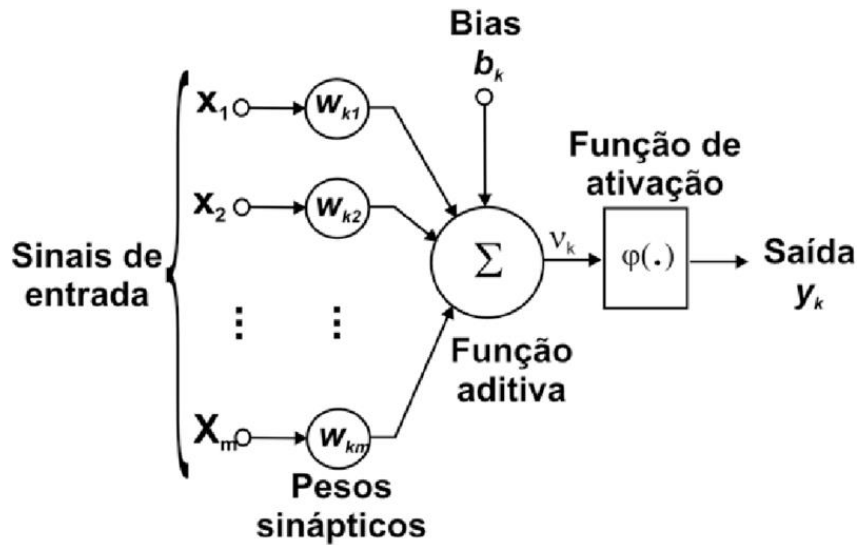 Bias
b_k
x_1
w_k1
Função de
ativação
x_2
w_k2
Σ
v_k
φ(.)
Saída
y_k
Sinais de
entrada
⋮
⋮
Função
aditiva
X_m
w_km
Pesos
sinápticos